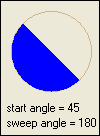 start angle = 45
sweep angle = 180